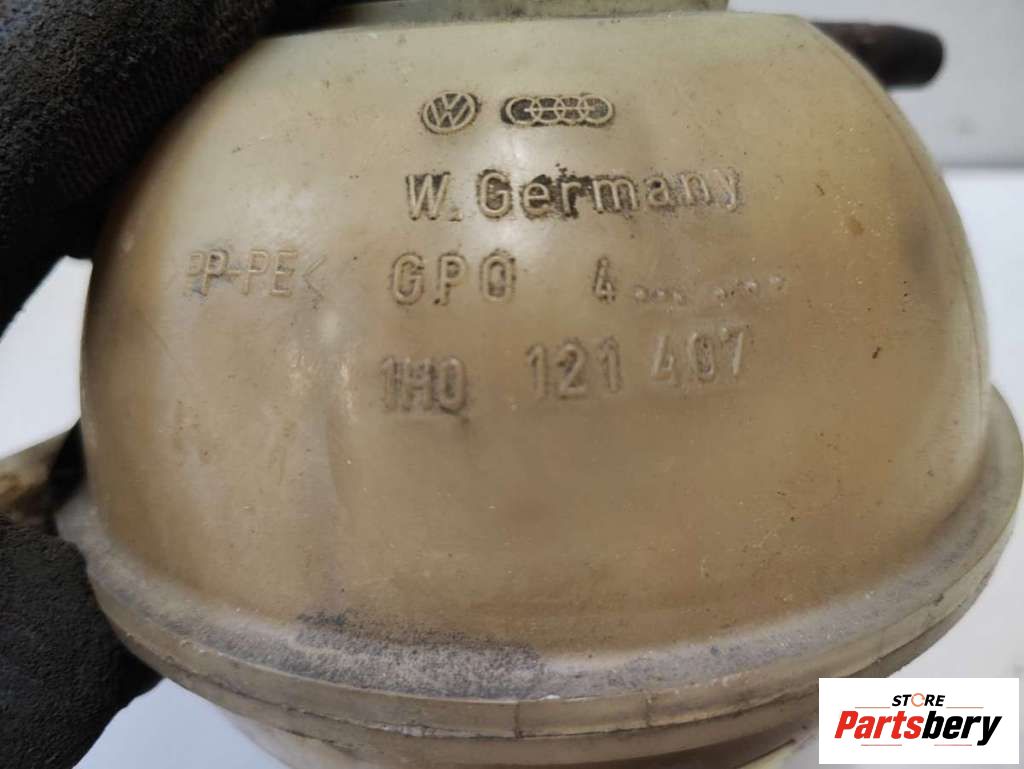 W. Germany
PP-PE<
GPO 4
1H0 121 407
STORE
Partsbery